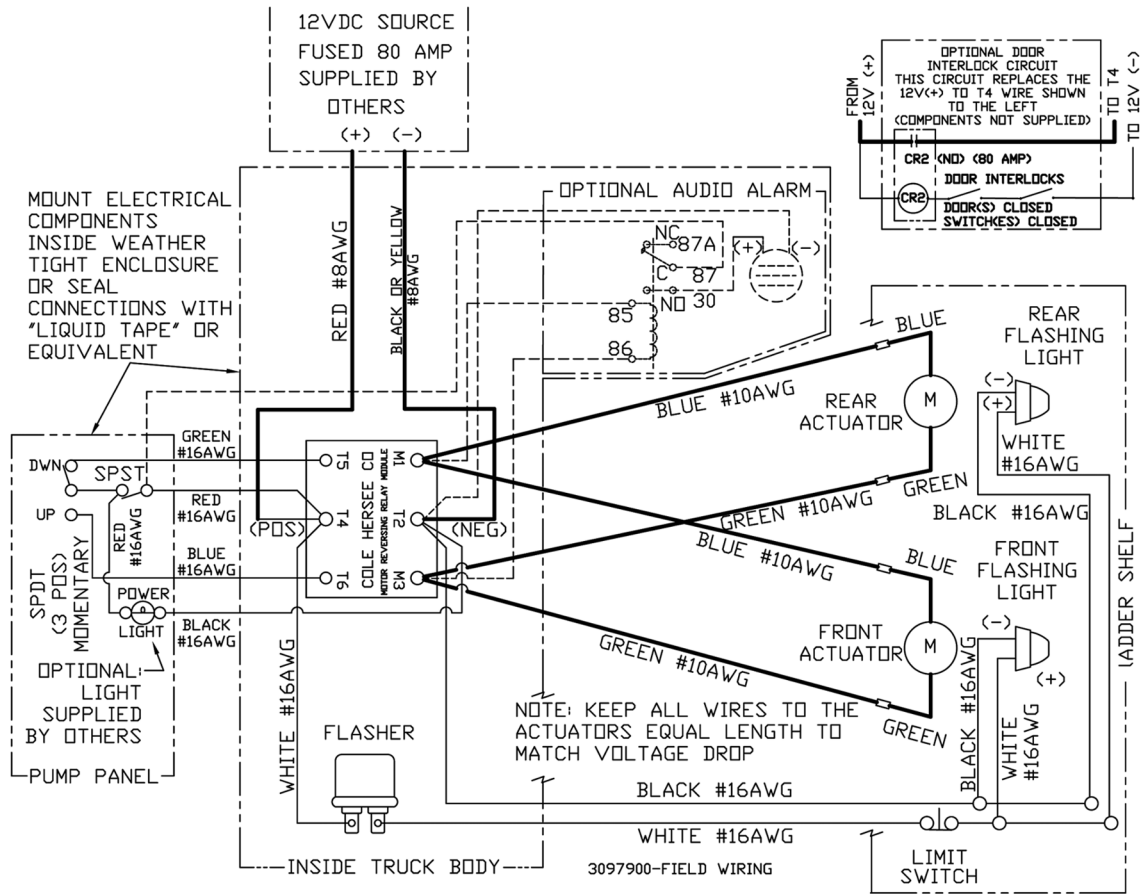 12VDC SOURCE
FUSED 80 AMP
SUPPLIED BY
OTHERS
(+) (-)
OPTIONAL DOOR
INTERLOCK CIRCUIT
THIS CIRCUIT REPLACES THE
12V(+) TO T4 WIRE SHOWN
TO THE LEFT
(COMPONENTS NOT SUPPLIED)
FROM
12V (+)
TO T4
TO 12V (-)
CR2 (NO) (80 AMP)
DOOR INTERLOCKS
CR2
DOOR(S) CLOSED
SWITCH(ES) CLOSED
MOUNT ELECTRICAL
COMPONENTS
INSIDE WEATHER
TIGHT ENCLOSURE
OR SEAL
CONNECTIONS WITH
"LIQUID TAPE" OR
EQUIVALENT
RED #8AWG
BLACK OR YELLOW
#8AWG
OPTIONAL AUDIO ALARM
NC
87A
(+)
(-)
C
87
NO
30
85
86
BLUE
REAR
FLASHING
LIGHT
BLUE #10AWG
REAR
ACTUATOR
M
(-)
(+)
WHITE
#16AWG
GREEN
#16AWG
DWN
SPST
T5
M1
GREEN
GREEN #10AWG
BLACK #16AWG
RED
#16AWG
RED
#16AWG
UP
(POS)
T4
COLE HERSEE CO
MOTOR REVERSING RELAY MODULE
T2
(NEG)
BLUE #10AWG
BLUE
FRONT
FLASHING
LIGHT
BLUE
#16AWG
T6
M3
SPDT
(3 POS)
MOMENTARY
POWER
LIGHT
BLACK
#16AWG
GREEN #10AWG
FRONT
ACTUATOR
M
(-)
(+)
BLACK #16AWG
WHITE
#16AWG
LADDER SHELF
OPTIONAL:
LIGHT
SUPPLIED
BY OTHERS
PUMP PANEL
WHITE #16AWG
FLASHER
NOTE: KEEP ALL WIRES TO THE
ACTUATORS EQUAL LENGTH TO
MATCH VOLTAGE DROP
GREEN
BLACK #16AWG
WHITE #16AWG
LIMIT
SWITCH
INSIDE TRUCK BODY
3097900-FIELD WIRING